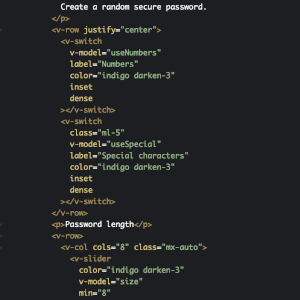 Create a random secure password.
</p>
<v-row justify="center">
<v-switch
v-model="useNumbers"
label="Numbers"
color="indigo darken-3"
inset
dense
></v-switch>
<v-switch
class="ml-5"
v-model="useSpecial"
label="Special characters"
color="indigo darken-3"
inset
dense
></v-switch>
</v-row>
<p>Password length</p>
<v-row>
<v-col cols="8" class="mx-auto">
<v-slider
color="indigo darken-3"
v-model="size"
min="8"